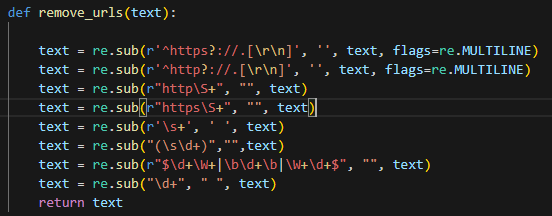 def remove_urls(text):
text = re.sub(r'^https?://.[\r\n]', '', text, flags=re.MULTILINE)
text = re.sub(r'^http?://.[\r\n]', '', text, flags=re.MULTILINE)
text = re.sub(r"http\S+", "", text)
text = re.sub(r"https\S+", "", text)
text = re.sub(r'\s+', ' ', text)
text = re.sub("(\s\d+)","",text)
text = re.sub(r"$\d+\W+|\b\d+\b|\W+\d+$", "", text)
text = re.sub("\d+", " ", text)
return text